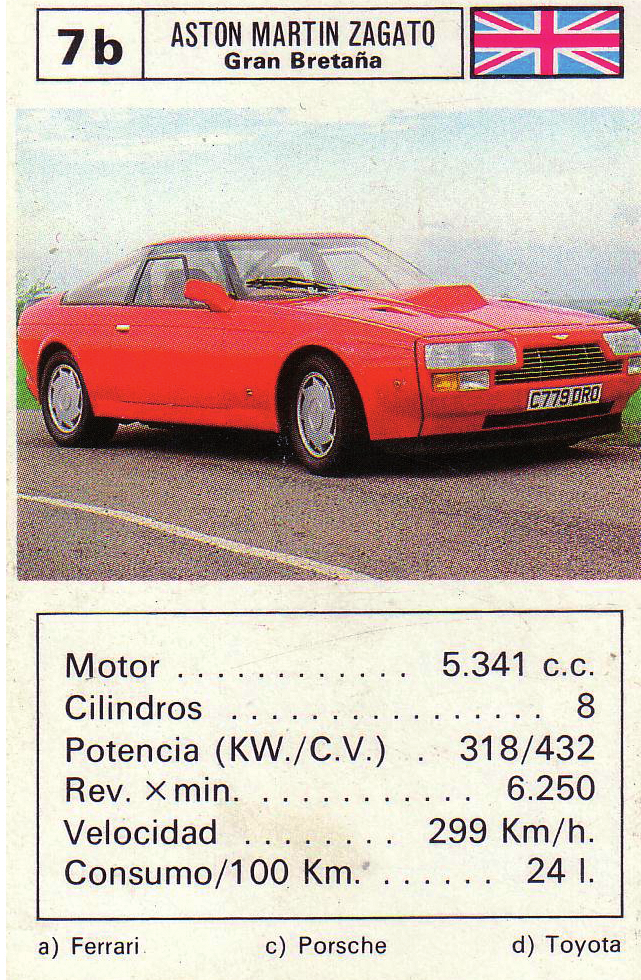 7b
ASTON MARTIN ZAGATO
Gran Bretaña
C779 DRO
Motor . . . . . . . . . . . . 5.341 c.c.
Cilindros . . . . . . . . . . . . . . . . 8
Potencia (KW./C.V.) . 318/432
Rev. × min. . . . . . . . . . . . . 6.250
Velocidad . . . . . . . . 299 Km/h.
Consumo/100 Km. . . . . . . 24 l.
a) Ferrari c) Porsche d) Toyota